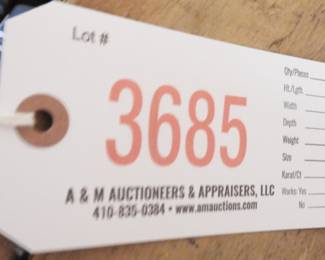 Lot #
3685
A & M AUCTIONEERS & APPRAISERS, LLC
410-835-0384 • www.amauctions.com
Qty/Pieces
Ht./Lgth.
Width
Depth
Weight
Size
Karat/Ct
Works: Yes
No